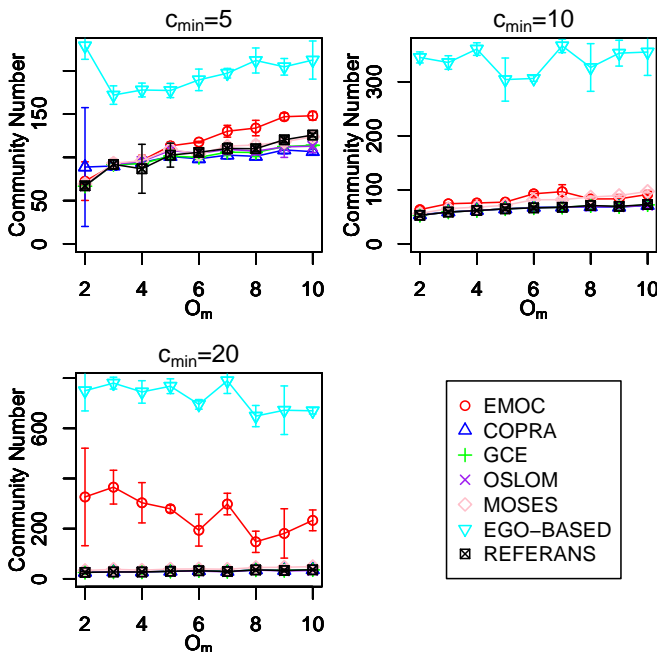 c_min=5
Community Number
0 50 150
2 4 6 8 10
O_m
c_min=10
Community Number
0 100 200 300
2 4 6 8 10
O_m
c_min=20
Community Number
0 200 600
2 4 6 8 10
O_m
EMOC
COPRA
GCE
OSLOM
MOSES
EGO−BASED
REFERANS